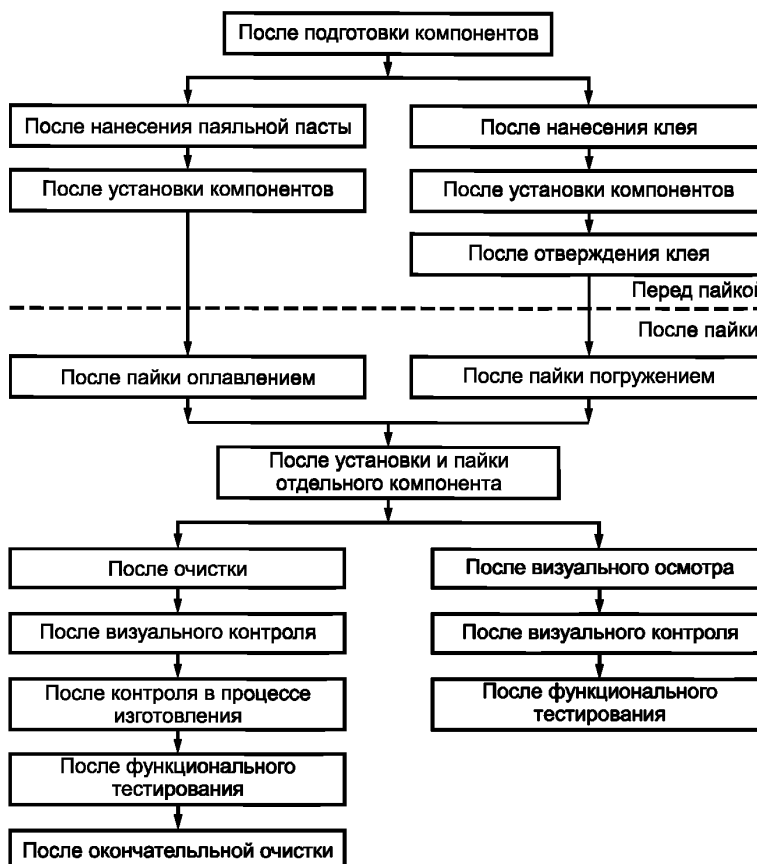 После подготовки компонентов
После нанесения паяльной пасты
После нанесения клея
После установки компонентов
После установки компонентов
После отверждения клея
Перед пайкой
После пайки
После пайки оплавлением
После пайки погружением
После установки и пайки
отдельного компонента
После очистки
После визуального осмотра
После визуального контроля
После визуального контроля
После контроля в процессе
изготовления
После функционального
тестирования
После функционального
тестирования
После окончателльной очистки